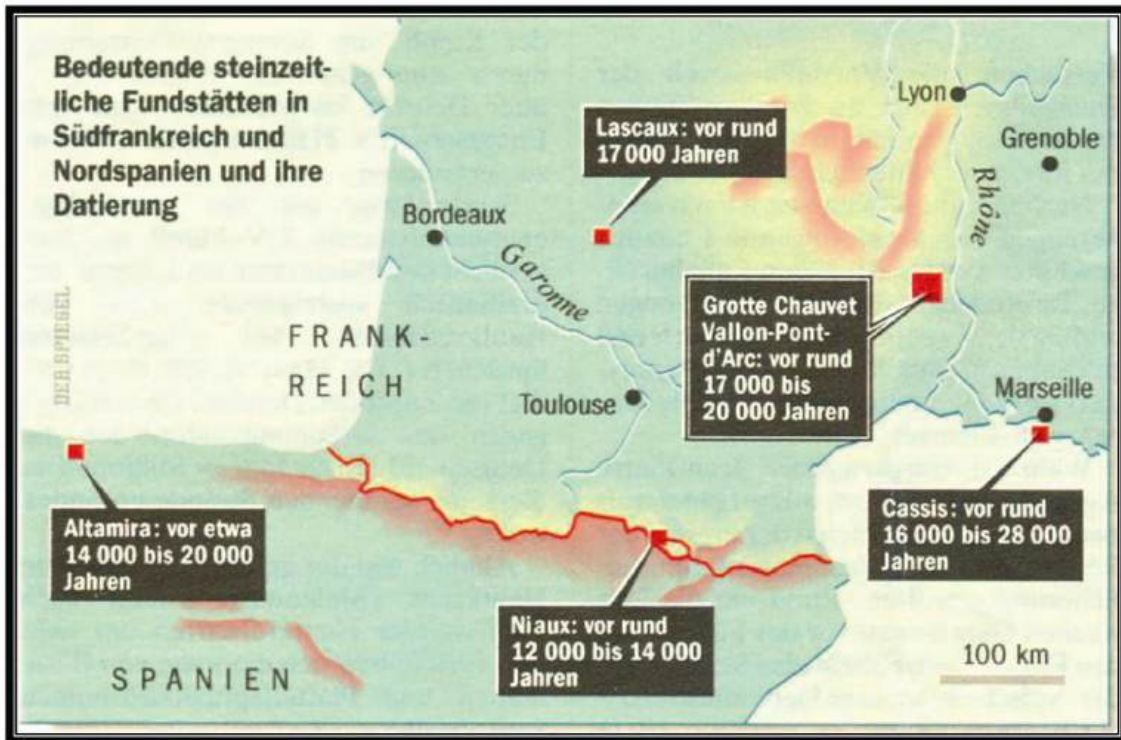 Bedeutende steinzeit-
liche Fundstätten in
Südfrankreich und
Nordspanien und ihre
Datierung
Lascaux: vor rund
17 000 Jahren
Lyon
Grenoble
Rhône
Bordeaux
Garonne
DER SPIEGEL
FRANK
REICH
Toulouse
Grotte Chauvet
Vallon-Pont-
d'Arc: vor rund
17 000 bis
20 000 Jahren
Marseille
Altamira: vor etwa
14 000 bis 20 000
Jahren
Cassis: vor rund
16 000 bis 28 000
Jahren
Niaux: vor rund
12 000 bis 14 000
Jahren
SPANIEN
100 km